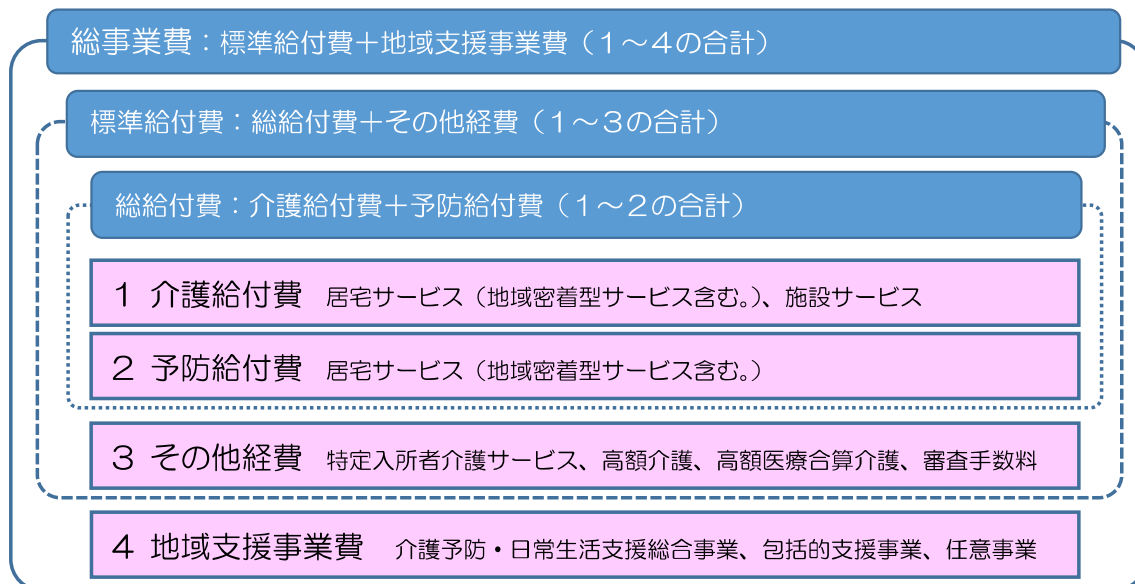 総事業費：標準給付費＋地域支援事業費（１～４の合計）
標準給付費：総給付費＋その他経費（１～３の合計）
総給付費：介護給付費＋予防給付費（１～２の合計）
１ 介護給付費 居宅サービス（地域密着型サービス含む。）、施設サービス
２ 予防給付費 居宅サービス（地域密着型サービス含む。）
３ その他経費 特定入所者介護サービス、高額介護、高額医療合算介護、審査手数料
４ 地域支援事業費 介護予防・日常生活支援総合事業、包括的支援事業、任意事業